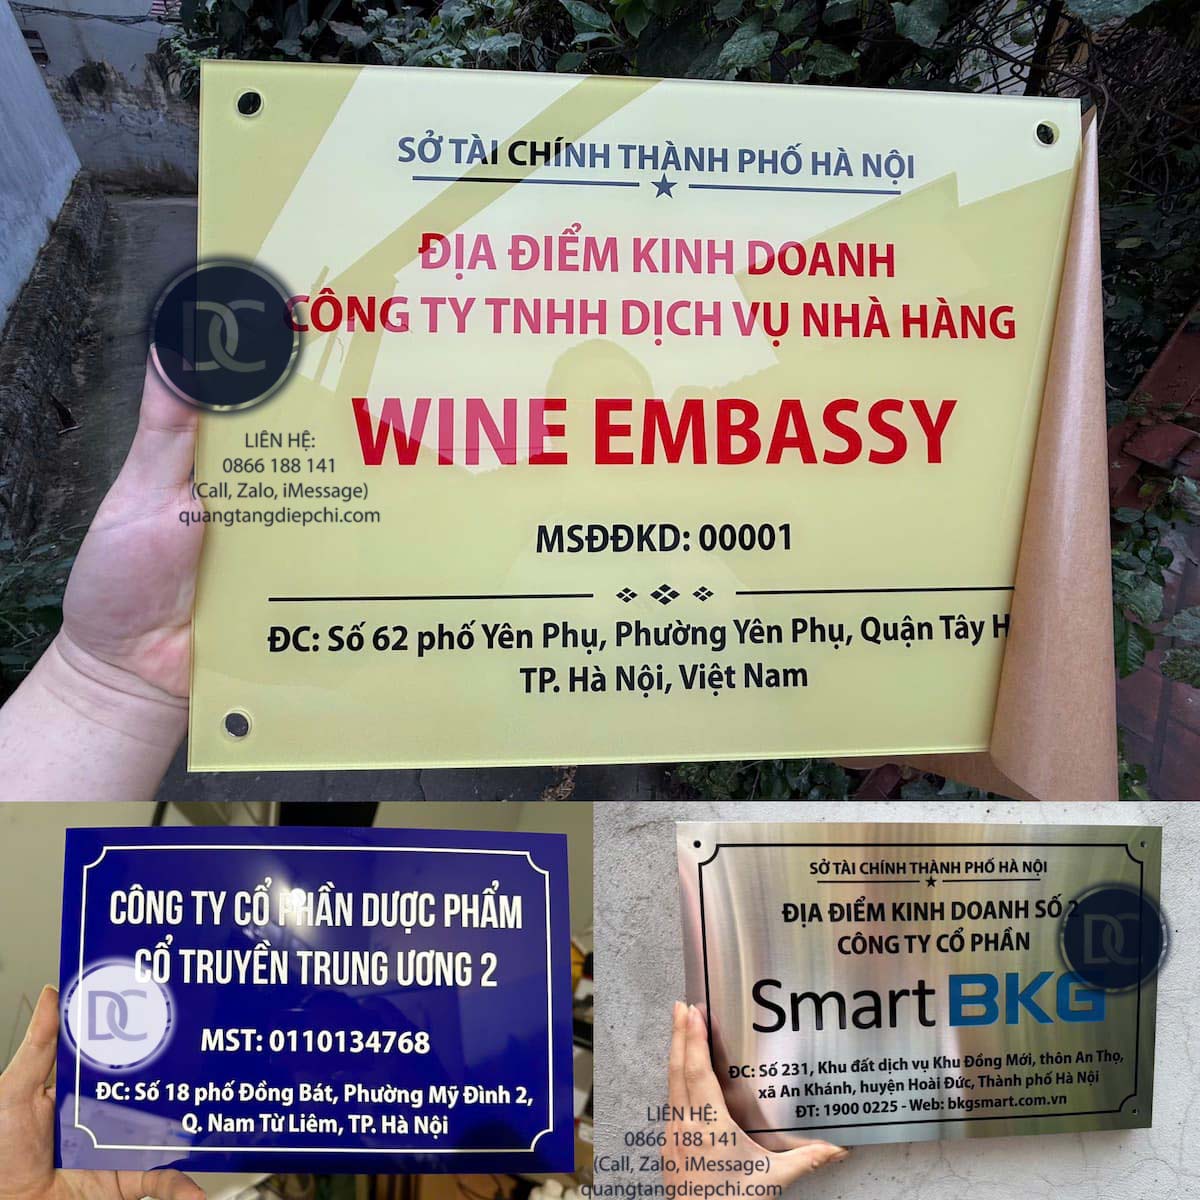 SỞ TÀI CHÍNH THÀNH PHỐ HÀ NỘI
ĐỊA ĐIỂM KINH DOANH
CÔNG TY TNHH DỊCH VỤ NHÀ HÀNG
WINE EMBASSY
MSĐĐKD: 00001
ĐC: Số 62 phố Yên Phụ, Phường Yên Phụ, Quận Tây H
TP. Hà Nội, Việt Nam
DC
LIÊN HỆ:
0866 188 141
(Call, Zalo, iMessage)
quangtangdiepchi.com
CÔNG TY CỔ PHẦN DƯỢC PHẨM
CỔ TRUYỀN TRUNG ƯƠNG 2
MST: 0110134768
ĐC: Số 18 phố Đồng Bát, Phường Mỹ Đình 2,
Q. Nam Từ Liêm, TP. Hà Nội
DC
SỞ TÀI CHÍNH THÀNH PHỐ HÀ NỘI
ĐỊA ĐIỂM KINH DOANH SỐ 2
CÔNG TY CỔ PHẦN
Smart BKG
ĐC: Số 231, Khu đất dịch vụ Khu Đồng Mới, thôn An Thọ,
xã An Khánh, huyện Hoài Đức, Thành phố Hà Nội
ĐT: 1900 0225 - Web: bkgsmart.com.vn
DC
LIÊN HỆ:
0866 188 141
(Call, Zalo, iMessage)
quangtangdiepchi.com